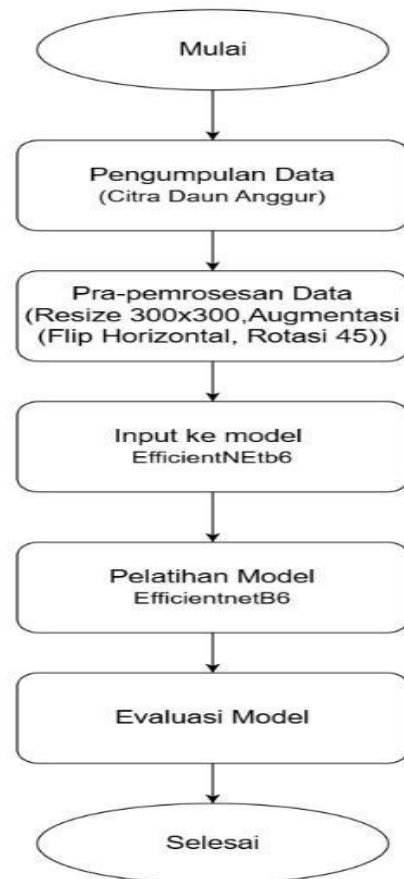 Mulai
Pengumpulan Data
(Citra Daun Anggur)
Pra-pemrosesan Data
(Resize 300x300,Augmentasi
(Flip Horizontal, Rotasi 45))
Input ke model
EfficientNEtb6
Pelatihan Model
EfficientnetB6
Evaluasi Model
Selesai